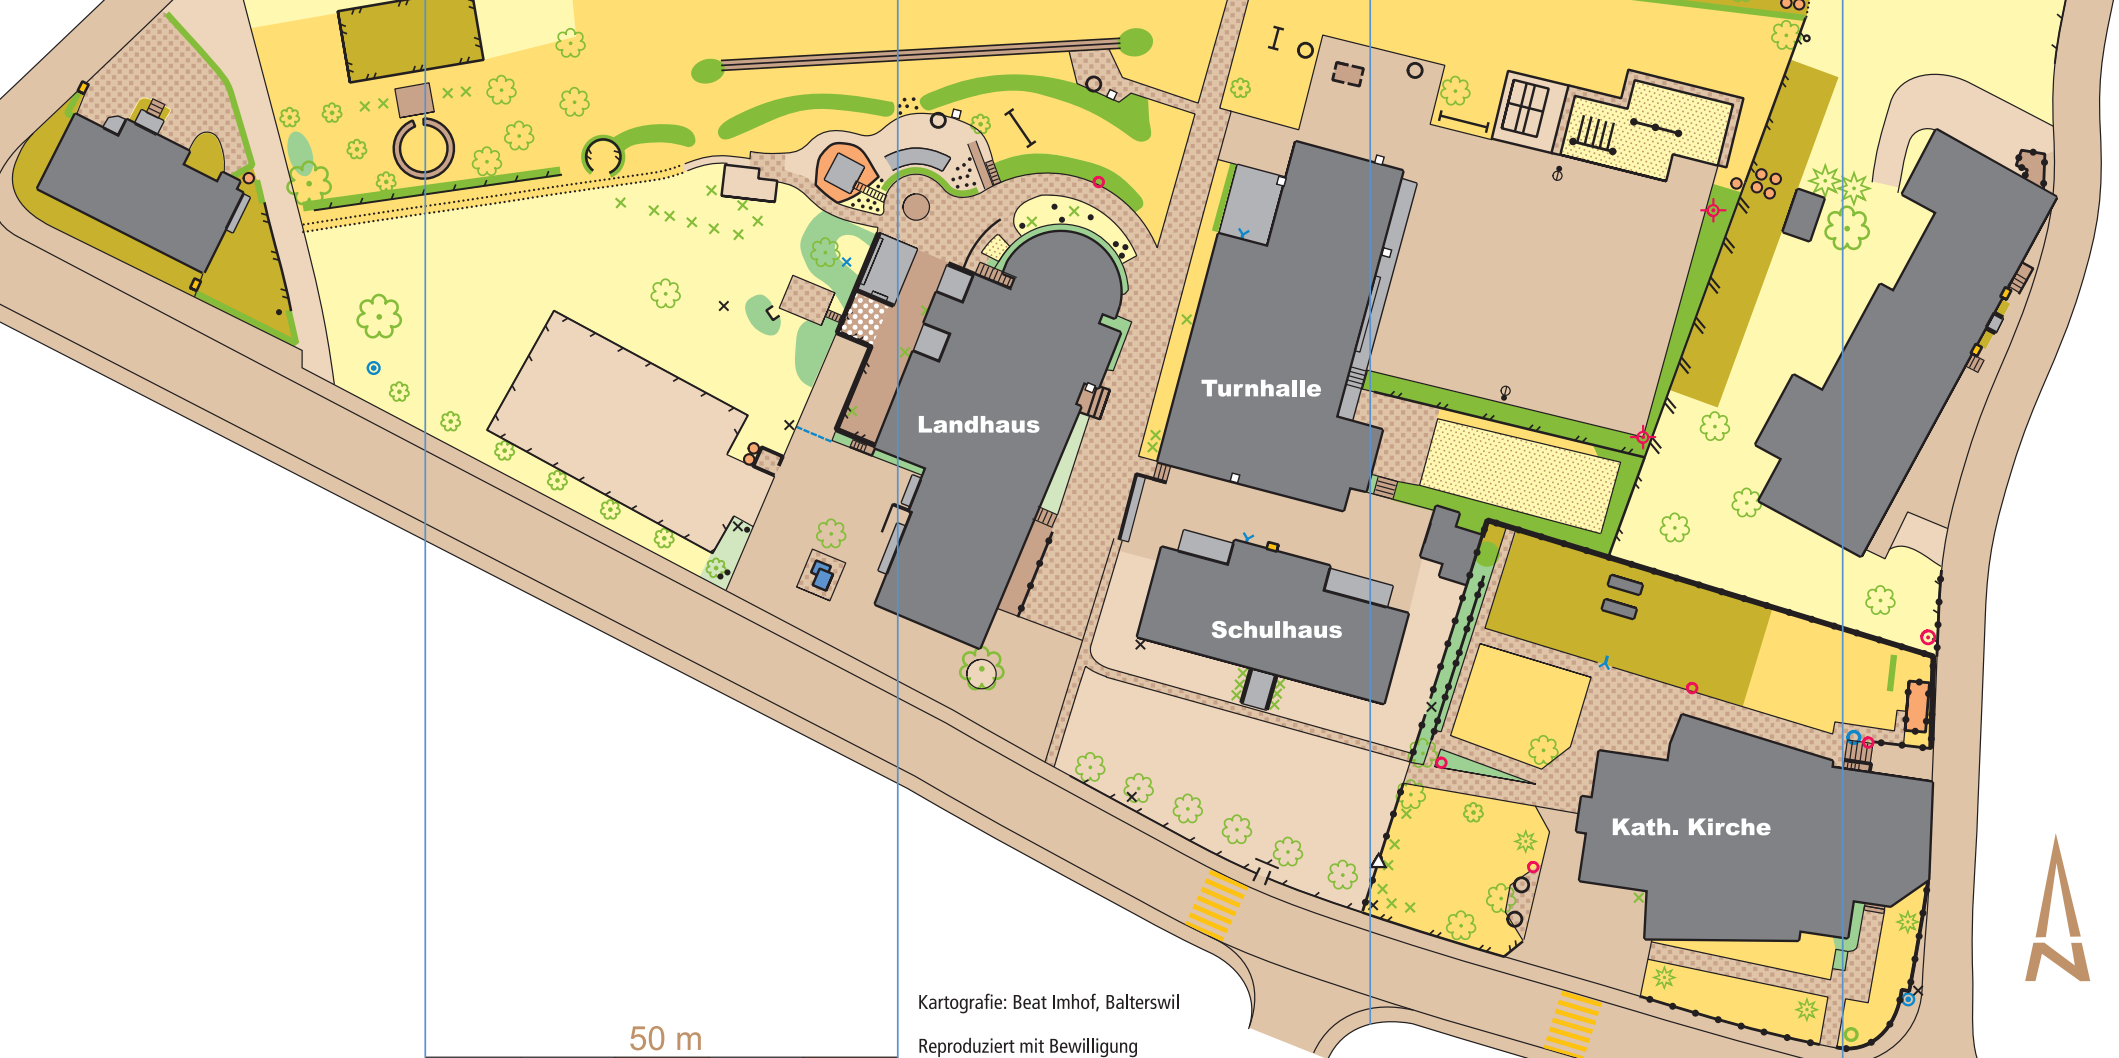 Turnhalle
Landhaus
Schulhaus
Kath. Kirche
Kartografie: Beat Imhof, Balterswil
50 m
Reproduziert mit Bewilligung
N